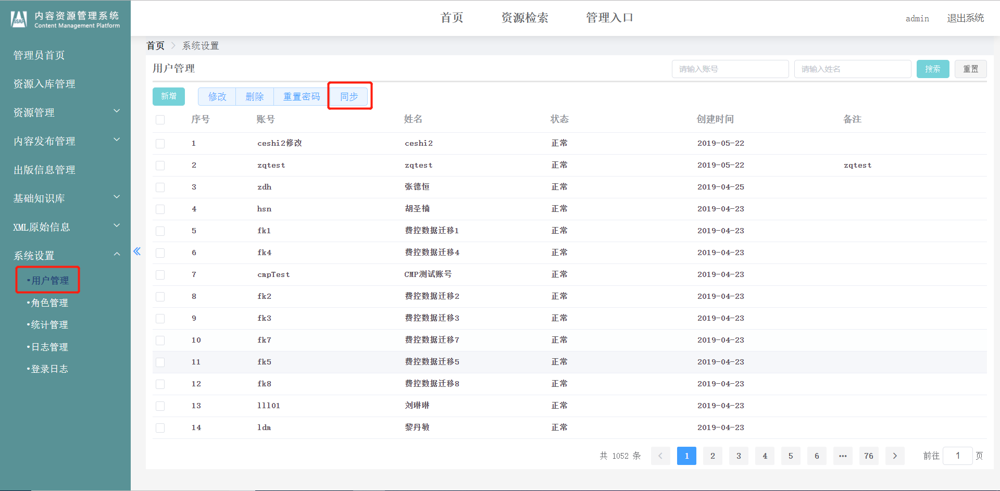 SSAP
内容资源管理系统
Content Management Platform
首页 资源检索 管理入口
admin 退出系统
管理员首页
资源入库管理
资源管理
内容发布管理
出版信息管理
基础知识库
XML原始信息
系统设置
•用户管理
•角色管理
•统计管理
•日志管理
•登录日志
首页 > 系统设置
用户管理
请输入账号 请输入姓名 搜索 重置
新增 修改 删除 重置密码 同步
序号 账号 姓名 状态 创建时间 备注
1 ceshi2修改 ceshi2 正常 2019-05-22
2 zqtest zqtest 正常 2019-05-22 zqtest
3 zdh 张德恒 正常 2019-04-25
4 hsn 胡圣楠 正常 2019-04-23
5 fk1 费控数据迁移1 正常 2019-04-23
6 fk4 费控数据迁移4 正常 2019-04-23
7 cmpTest CMP测试账号 正常 2019-04-23
8 fk2 费控数据迁移2 正常 2019-04-23
9 fk3 费控数据迁移3 正常 2019-04-23
10 fk7 费控数据迁移7 正常 2019-04-23
11 fk5 费控数据迁移5 正常 2019-04-23
12 fk8 费控数据迁移8 正常 2019-04-23
13 lll01 刘琳琳 正常 2019-04-23
14 ldm 黎丹敏 正常 2019-04-23
共 1052 条 < 1 2 3 4 5 6 ••• 76 > 前往 1 页